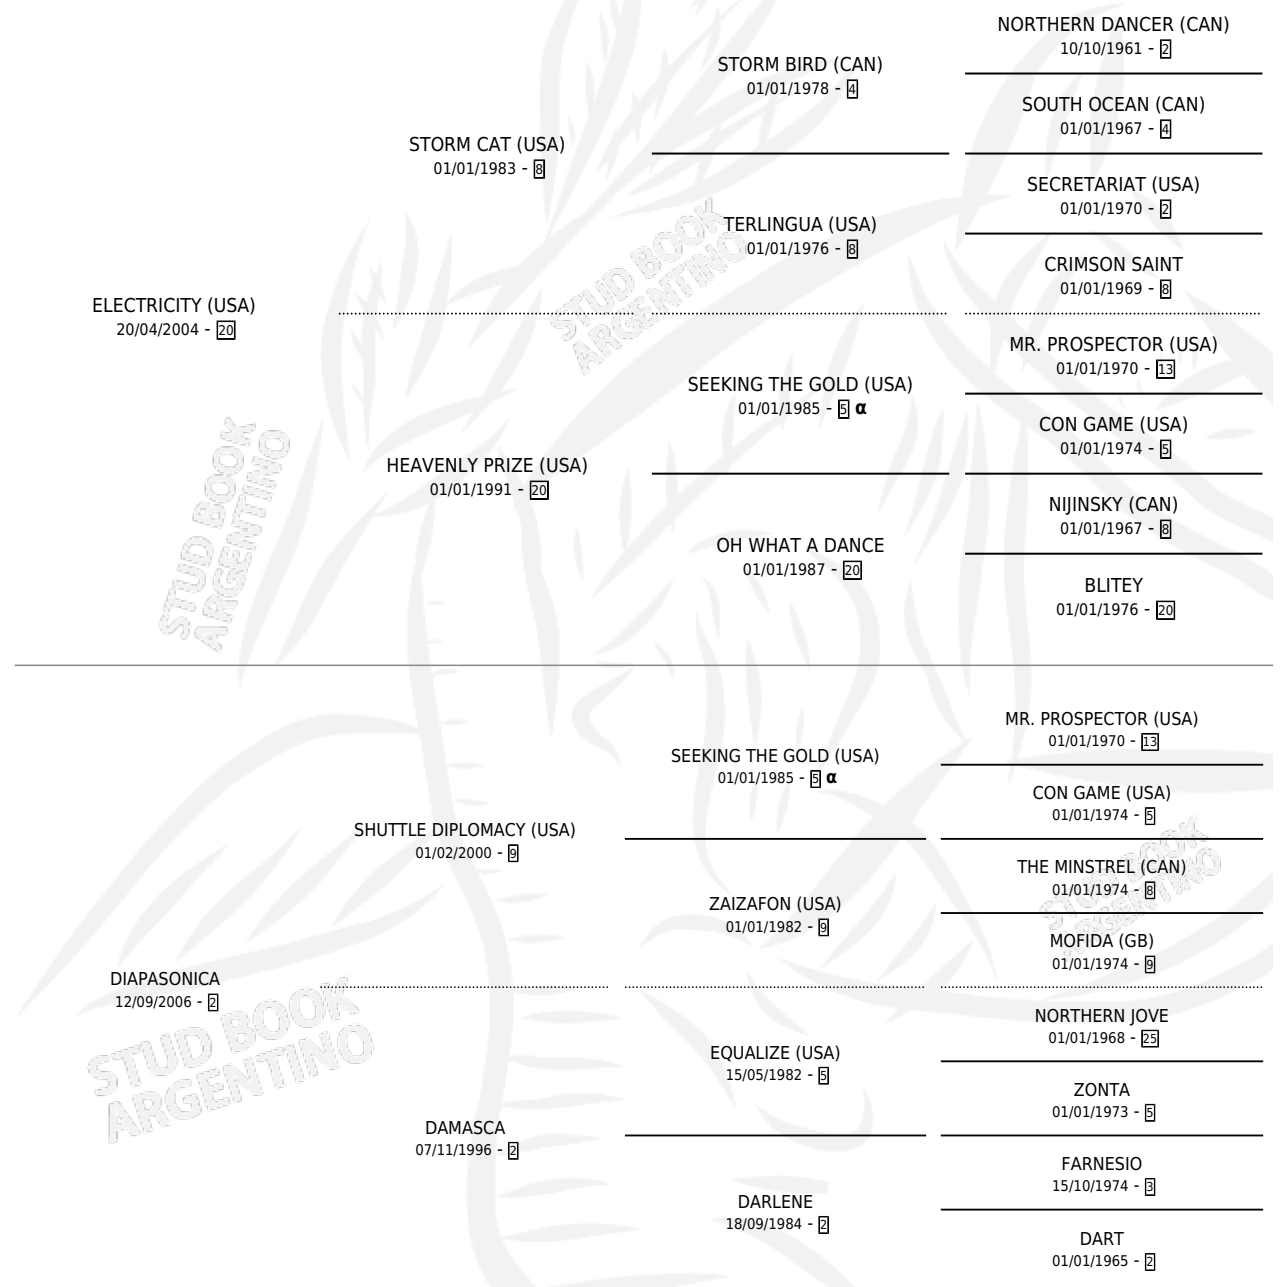 NORTHERN DANCER (CAN)
10/10/1961 - 2
STORM BIRD (CAN)
01/01/1978 - 4
SOUTH OCEAN (CAN)
01/01/1967 - 4
STORM CAT (USA)
01/01/1983 - 8
SECRETARIAT (USA)
01/01/1970 - 2
TERLINGUA (USA)
01/01/1976 - 8
CRIMSON SAINT
01/01/1969 - 8
ELECTRICITY (USA)
20/04/2004 - 20
STUD BOOK
ARGENTINO
MR. PROSPECTOR (USA)
01/01/1970 - 13
SEEKING THE GOLD (USA)
01/01/1985 - 5 α
CON GAME (USA)
01/01/1974 - 5
HEAVENLY PRIZE (USA)
01/01/1991 - 20
NIJINSKY (CAN)
01/01/1967 - 8
OH WHAT A DANCE
01/01/1987 - 20
BLITEY
01/01/1976 - 20
STUD BOOK
ARGENTINO
MR. PROSPECTOR (USA)
01/01/1970 - 13
SEEKING THE GOLD (USA)
01/01/1985 - 5 α
CON GAME (USA)
01/01/1974 - 5
SHUTTLE DIPLOMACY (USA)
01/02/2000 - 9
THE MINSTREL (CAN)
01/01/1974 - 8
ZAIZAFON (USA)
01/01/1982 - 9
MOFIDA (GB)
01/01/1974 - 9
STUD BOOK
ARGENTINO
DIAPASONICA
12/09/2006 - 2
NORTHERN JOVE
01/01/1968 - 25
EQUALIZE (USA)
15/05/1982 - 5
ZONTA
01/01/1973 - 5
STUD BOOK
ARGENTINO
DAMASCA
07/11/1996 - 2
FARNESIO
15/10/1974 - 3
DARLENE
18/09/1984 - 2
DART
01/01/1965 - 2